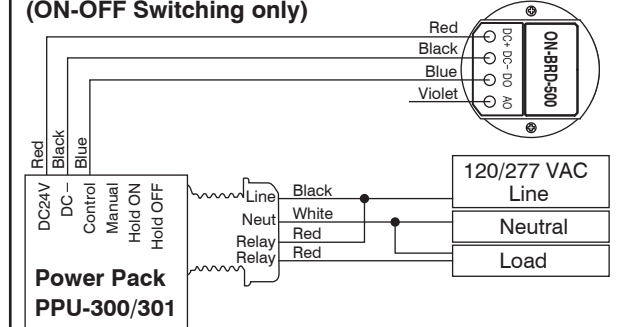 (ON-OFF Switching only)
Red
Black
Blue
Violet
DC+
DC-
DO
AO
ON-BRD-500
Red
Black
Blue
DC24V
DC−
Control
Manual
Hold ON
Hold OFF
Power Pack
PPU-300/301
Line
Neut
Relay
Relay
Black
White
Red
Red
120/277 VAC
Line
Neutral
Load